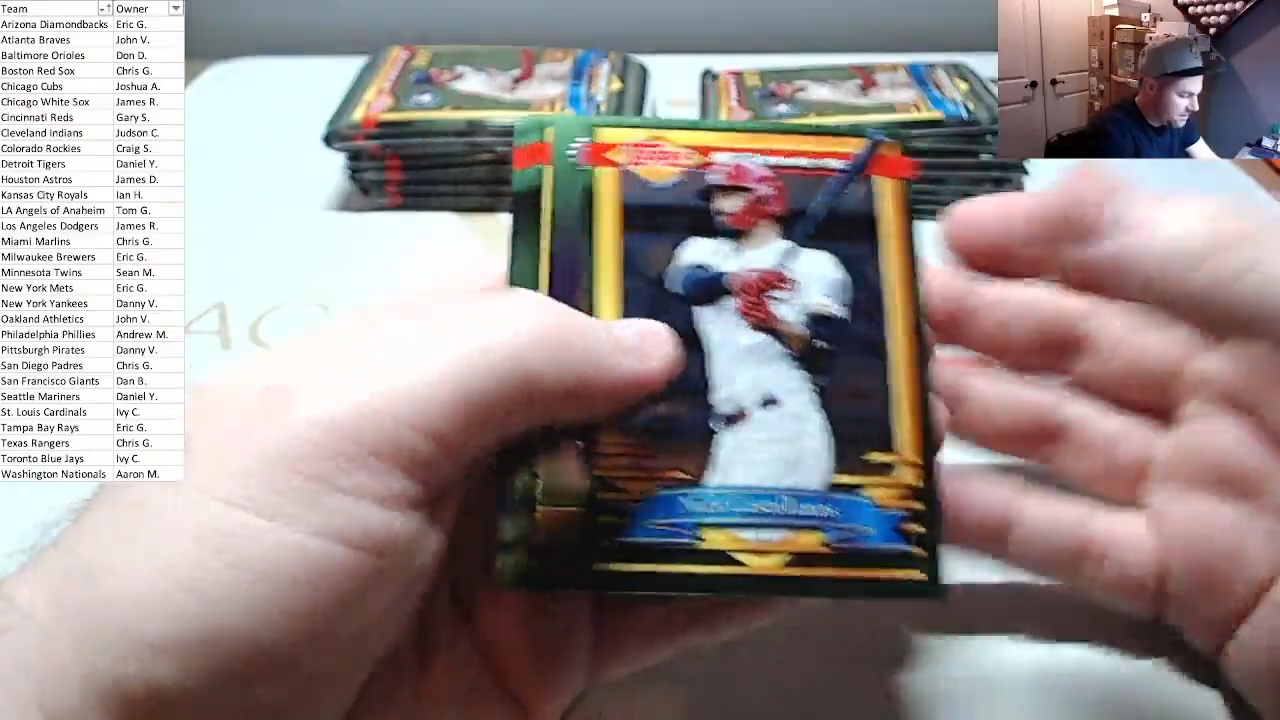 Team Owner
Arizona Diamondbacks Eric G.
Atlanta Braves John V.
Baltimore Orioles Don D.
Boston Red Sox Chris G.
Chicago Cubs Joshua A.
Chicago White Sox James R.
Cincinnati Reds Gary S.
Cleveland Indians Judson C.
Colorado Rockies Craig S.
Detroit Tigers Daniel Y.
Houston Astros James D.
Kansas City Royals Ian H.
LA Angels of Anaheim Tom G.
Los Angeles Dodgers James R.
Miami Marlins Chris G.
Milwaukee Brewers Eric G.
Minnesota Twins Sean M.
New York Mets Eric G.
New York Yankees Danny V.
Oakland Athletics John V.
Philadelphia Phillies Andrew M.
Pittsburgh Pirates Danny V.
San Diego Padres Chris G.
San Francisco Giants Dan B.
Seattle Mariners Daniel Y.
St. Louis Cardinals Ivy C.
Tampa Bay Rays Eric G.
Texas Rangers Chris G.
Toronto Blue Jays Ivy C.
Washington Nationals Aaron M.